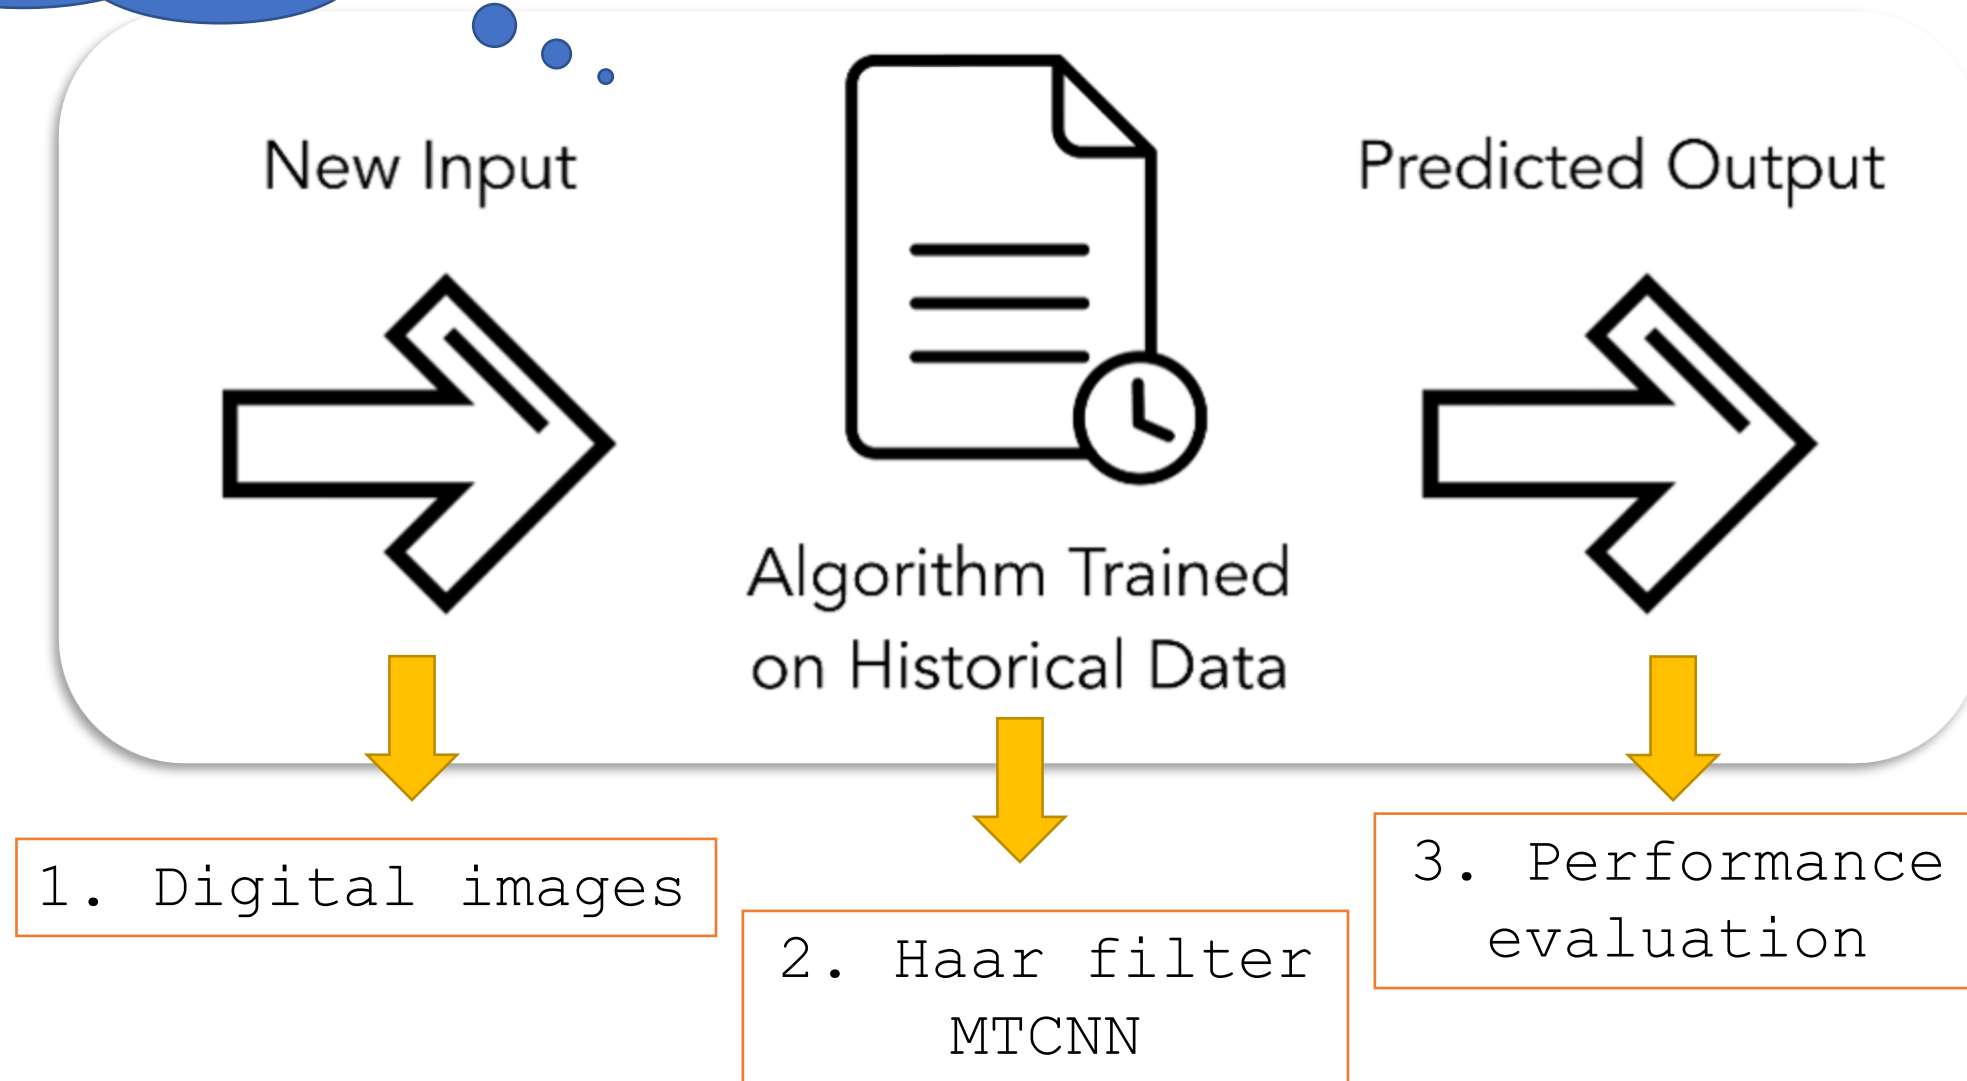 New Input
Predicted Output
Algorithm Trained
on Historical Data
1. Digital images
2. Haar filter
MTCNN
3. Performance
evaluation